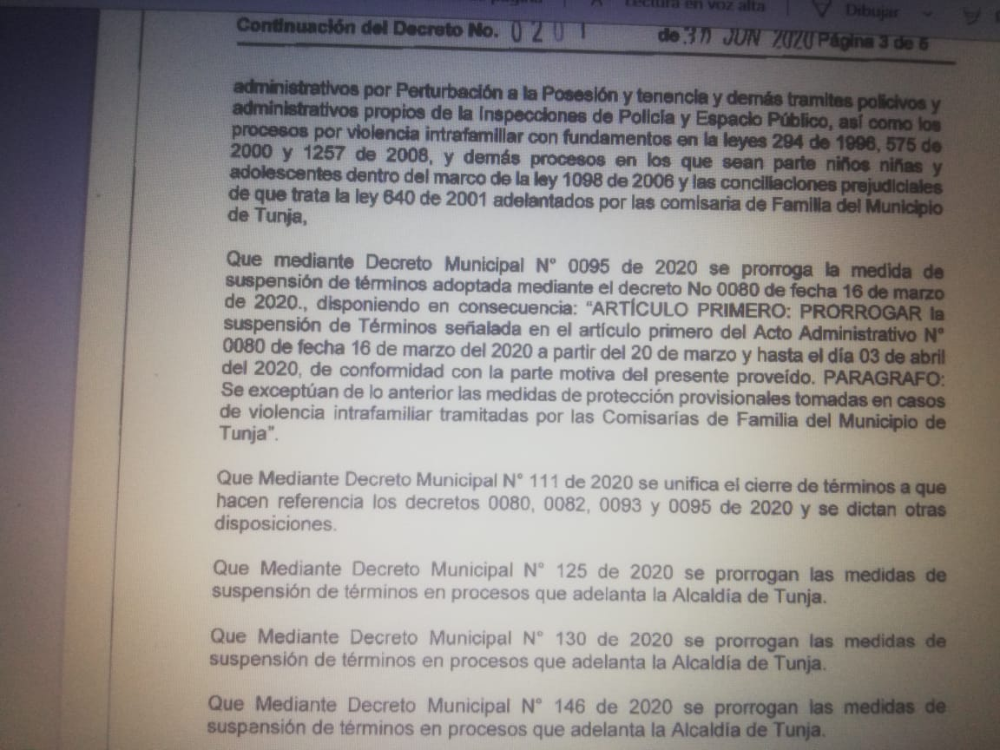 Lectura en voz alta
Dibujar
Continuación del Decreto No. 0201 de 30 JUN 2020 Página 3 de 6
administrativos por Perturbación a la Posesión y tenencia y demás tramites policivos y
administrativos propios de la Inspecciones de Policía y Espacio Público, así como los
procesos por violencia intrafamiliar con fundamentos en la leyes 294 de 1996, 575 de
2000 y 1257 de 2008, y demás procesos en los que sean parte niños niñas y
adolescentes dentro del marco de la ley 1098 de 2006 y las conciliaciones prejudiciales
de que trata la ley 640 de 2001 adelantados por las comisaria de Familia del Municipio
de Tunja,
Que mediante Decreto Municipal N° 0095 de 2020 se prorroga la medida de
suspensión de términos adoptada mediante el decreto No 0080 de fecha 16 de marzo
de 2020., disponiendo en consecuencia: “ARTÍCULO PRIMERO: PRORROGAR la
suspensión de Términos señalada en el artículo primero del Acto Administrativo N°
0080 de fecha 16 de marzo del 2020 a partir del 20 de marzo y hasta el día 03 de abril
del 2020, de conformidad con la parte motiva del presente proveído. PARAGRAFO:
Se exceptúan de lo anterior las medidas de protección provisionales tomadas en casos
de violencia intrafamiliar tramitadas por las Comisarías de Familia del Municipio de
Tunja”.
Que Mediante Decreto Municipal N° 111 de 2020 se unifica el cierre de términos a que
hacen referencia los decretos 0080, 0082, 0093 y 0095 de 2020 y se dictan otras
disposiciones.
Que Mediante Decreto Municipal N° 125 de 2020 se prorrogan las medidas de
suspensión de términos en procesos que adelanta la Alcaldía de Tunja.
Que Mediante Decreto Municipal N° 130 de 2020 se prorrogan las medidas de
suspensión de términos en procesos que adelanta la Alcaldía de Tunja.
Que Mediante Decreto Municipal N° 146 de 2020 se prorrogan las medidas de
suspensión de términos en procesos que adelanta la Alcaldía de Tunja.